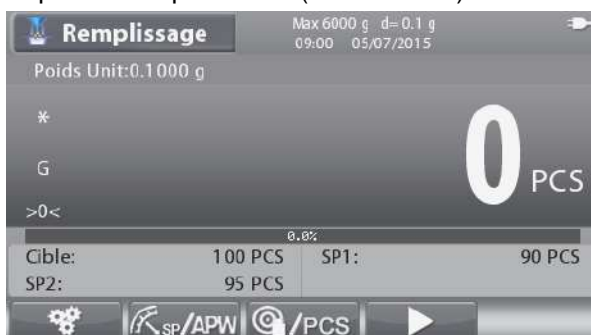 Remplissage
Max 6000 g d= 0.1 g
09:00 05/07/2015
Poids Unit:0.1000 g
*
G
0 PCS
>0<
0.0%
Cible: 100 PCS SP1: 90 PCS
SP2: 95 PCS
SP/APW /PCS